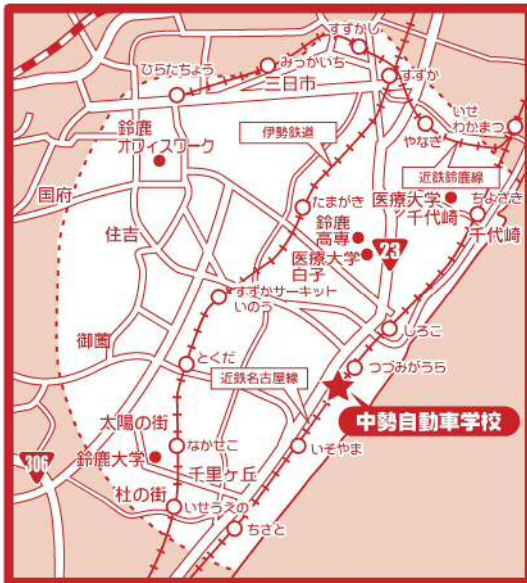 すずかし
みっかいち
ひらたちょう
三日市
すずか
鈴鹿
オフィスワーク
伊勢鉄道
いせ
わかまつ
やなぎ
近鉄鈴鹿線
国府
医療大学
千代崎
ちよざき
千代崎
たまがき
住吉
鈴鹿
高専
医療大学
白子
23
すずかサーキット
いのう
しろこ
御薗
とくだ
つづみがうら
近鉄名古屋線
中勢自動車学校
太陽の街
なかせこ
いそやま
306
鈴鹿大学
千里ヶ丘
杜の街
いせうえの
ちさと